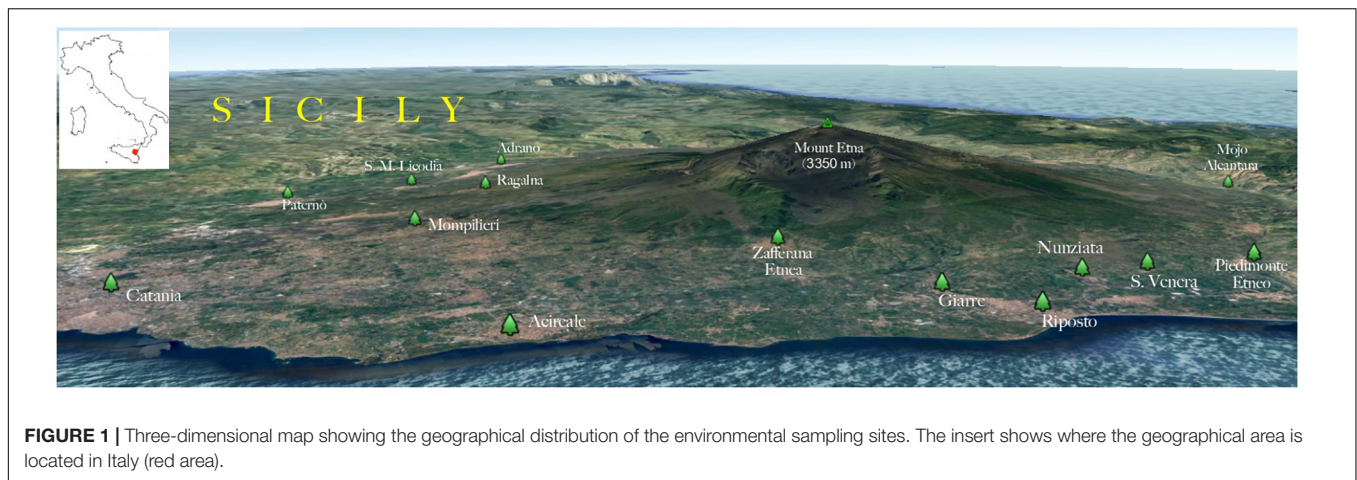 S I C I L Y
Adrano
S. M. Licodia
Ragalna
Paternò
Mompilieri
Catania
Acireale
Mount Etna
(3350 m)
Zafferana
Etnea
Mojo
Alcantara
Nunziata
Giarre
Riposto
S. Venera
Piedimonte
Etneo
FIGURE 1 | Three-dimensional map showing the geographical distribution of the environmental sampling sites. The insert shows where the geographical area is
located in Italy (red area).